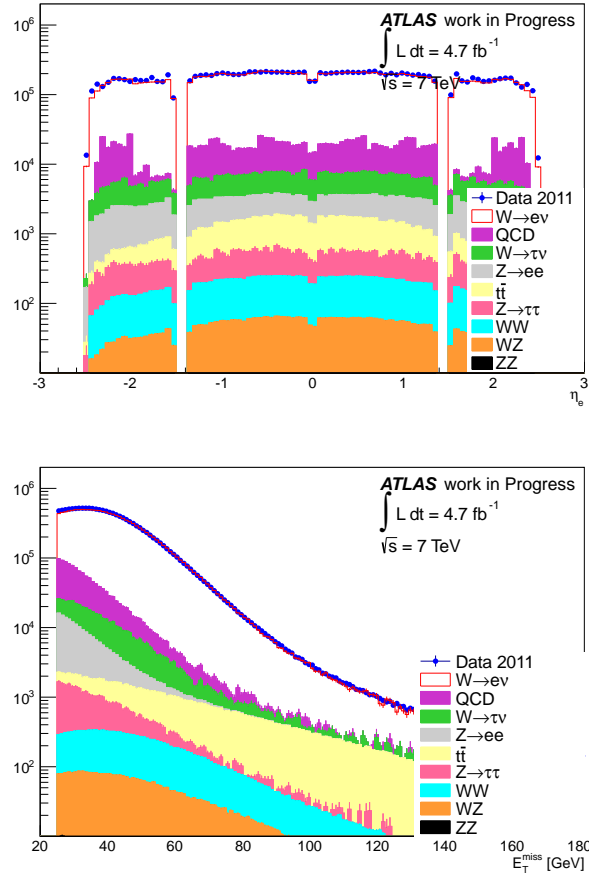 10^6
ATLAS work in Progress
∫ L dt = 4.7 fb^-1
√s = 7 TeV
10^5
10^4
10^3
10^2
Data 2011
W→eν
QCD
W→τν
Z→ee
tt̄
Z→ττ
WW
WZ
ZZ
-3 -2 -1 0 1 2 3
η_e
10^6
ATLAS work in Progress
∫ L dt = 4.7 fb^-1
√s = 7 TeV
10^5
10^4
10^3
10^2
Data 2011
W→eν
QCD
W→τν
Z→ee
tt̄
Z→ττ
WW
WZ
ZZ
20 40 60 80 100 120 140 160 180
E_T^miss [GeV]